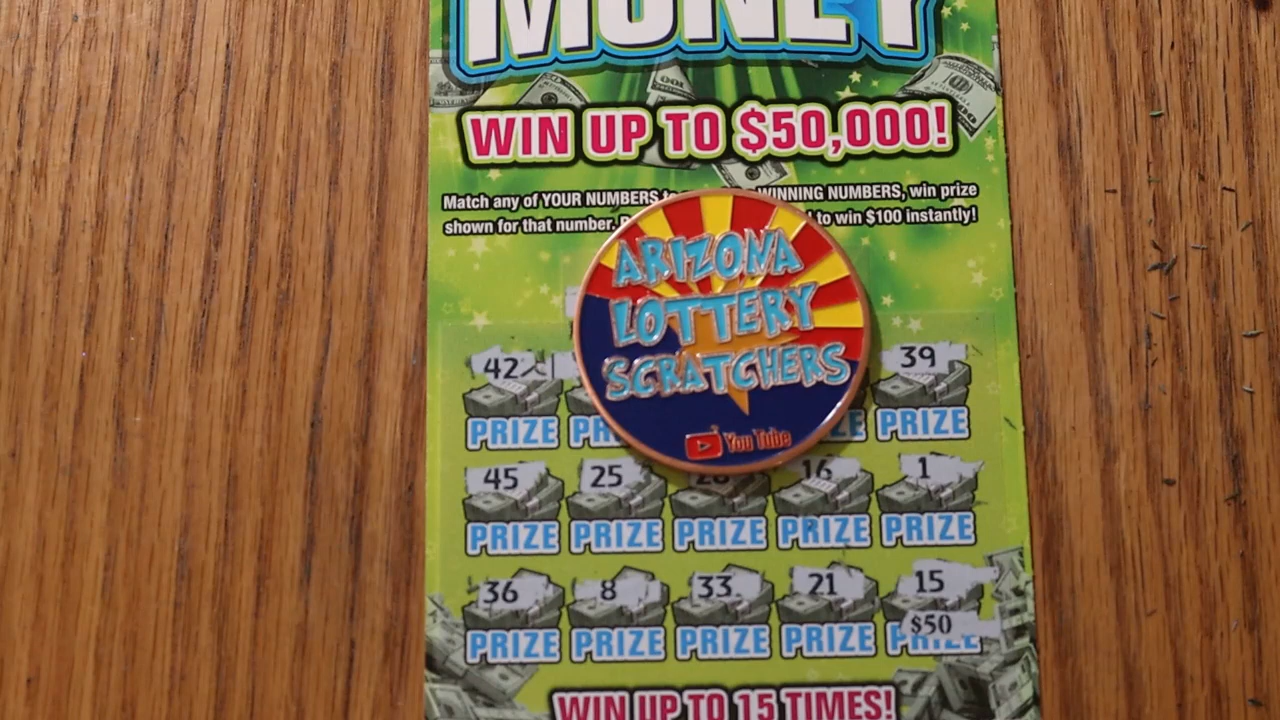 MONEY
WIN UP TO $50,000!
Match any of YOUR NUMBERS WINNING NUMBERS, win prize
shown for that number. to win $100 instantly!
ARIZONA
LOTTERY
SCRATCHERS
YouTube
42 39
PRIZE PRIZE
45 25 28 16 1
PRIZE PRIZE PRIZE PRIZE PRIZE
36 8 33 21 15
$50
PRIZE PRIZE PRIZE PRIZE PRIZE
WIN UP TO 15 TIMES!